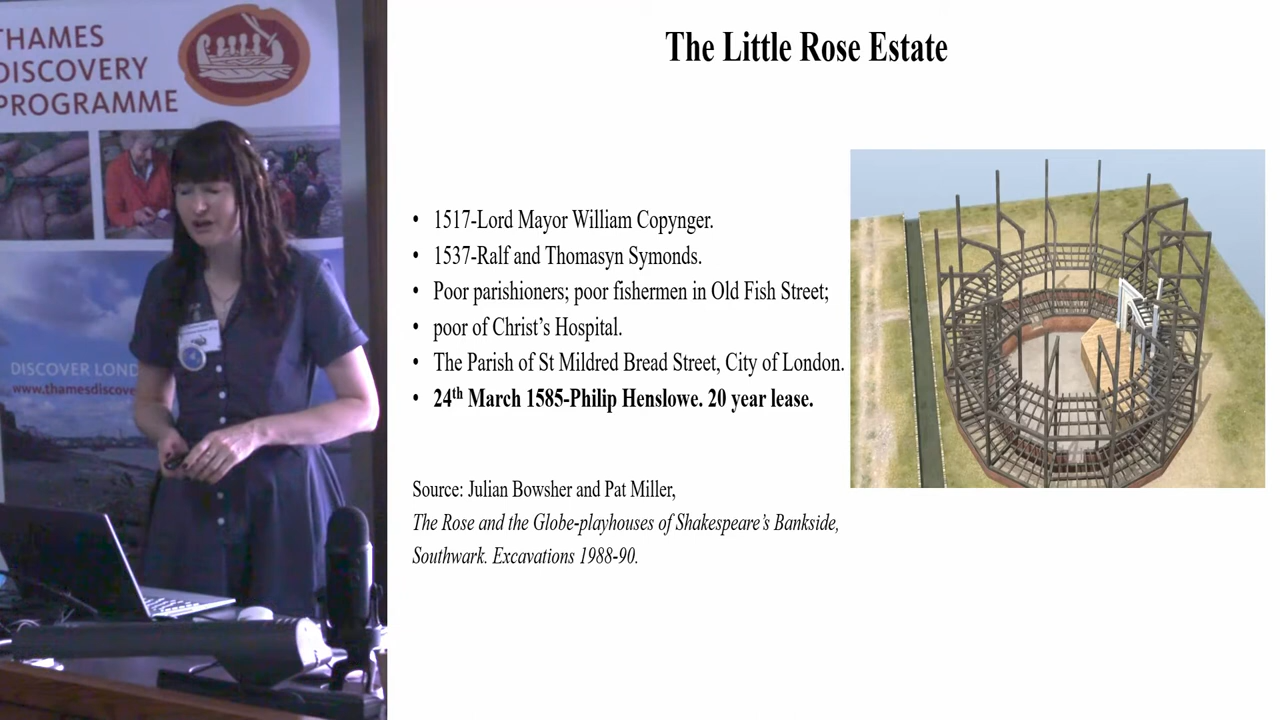 THAMES
DISCOVERY
PROGRAMME
DISCOVER LOND
www.thamesdiscove
The Little Rose Estate
• 1517-Lord Mayor William Copynger.
• 1537-Ralf and Thomasyn Symonds.
• Poor parishioners; poor fishermen in Old Fish Street;
• poor of Christ’s Hospital.
• The Parish of St Mildred Bread Street, City of London.
• 24th March 1585-Philip Henslowe. 20 year lease.
Source: Julian Bowsher and Pat Miller,
The Rose and the Globe-playhouses of Shakespeare’s Bankside,
Southwark. Excavations 1988-90.